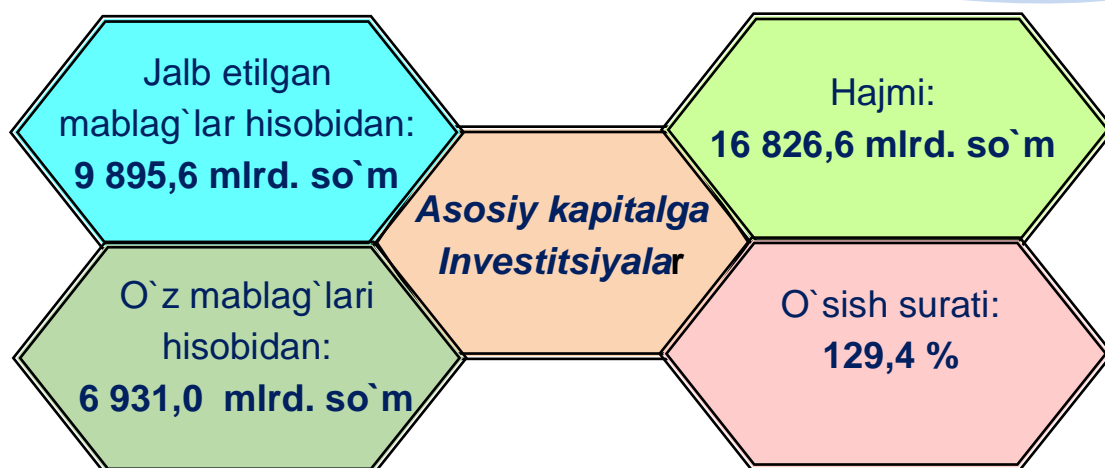 Jalb etilgan
mablag`lar hisobidan:
9 895,6 mlrd. so`m
Hajmi:
16 826,6 mlrd. so`m
Asosiy kapitalga
Investitsiyalar
O`z mablag`lari
hisobidan:
6 931,0 mlrd. so`m
O`sish surati:
129,4 %